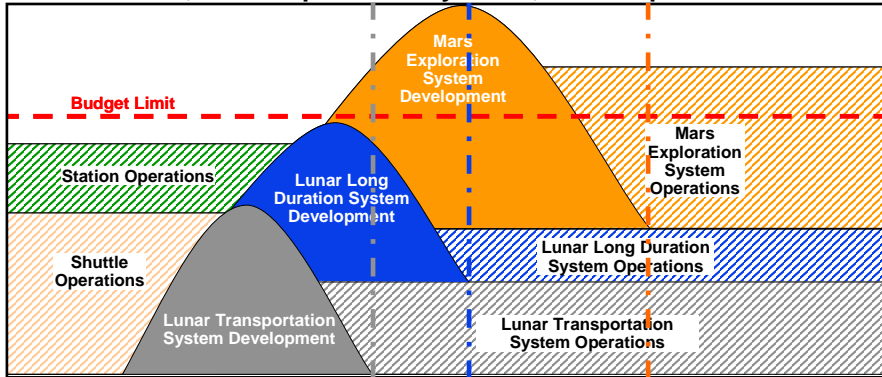 Mars
Exploration
System
Development
Budget Limit
Mars
Exploration
System
Operations
Station Operations
Lunar Long
Duration System
Development
Lunar Long Duration
System Operations
Shuttle
Operations
Lunar Transportation
System Development
Lunar Transportation
System Operations